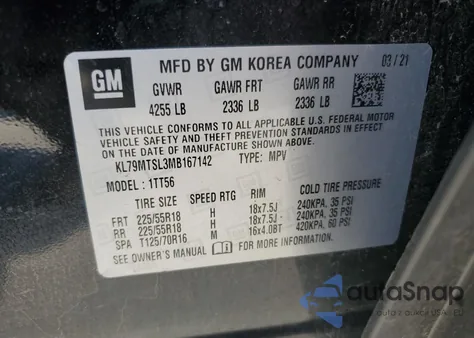 GM
MFD BY GM KOREA COMPANY 03/21
GVWR GAWR FRT GAWR RR
4255 LB 2336 LB 2336 LB
THIS VEHICLE CONFORMS TO ALL APPLICABLE U.S. FEDERAL MOTOR
VEHICLE SAFETY AND THEFT PREVENTION STANDARDS IN EFFECT ON
THE DATE OF MANUFACTURE SHOWN ABOVE.
KL79MTSL3MB167142 TYPE: MPV
MODEL: 1TT56
TIRE SIZE SPEED RTG RIM COLD TIRE PRESSURE
FRT 225/55R18 H 18x7.5J 240KPA, 35 PSI
RR 225/55R18 H 18x7.5J 240KPA, 35 PSI
SPA T125/70R16 M 16x4.0BT 420KPA, 60 PSI
SEE OWNER'S MANUAL FOR MORE INFORMATION
autoSnap